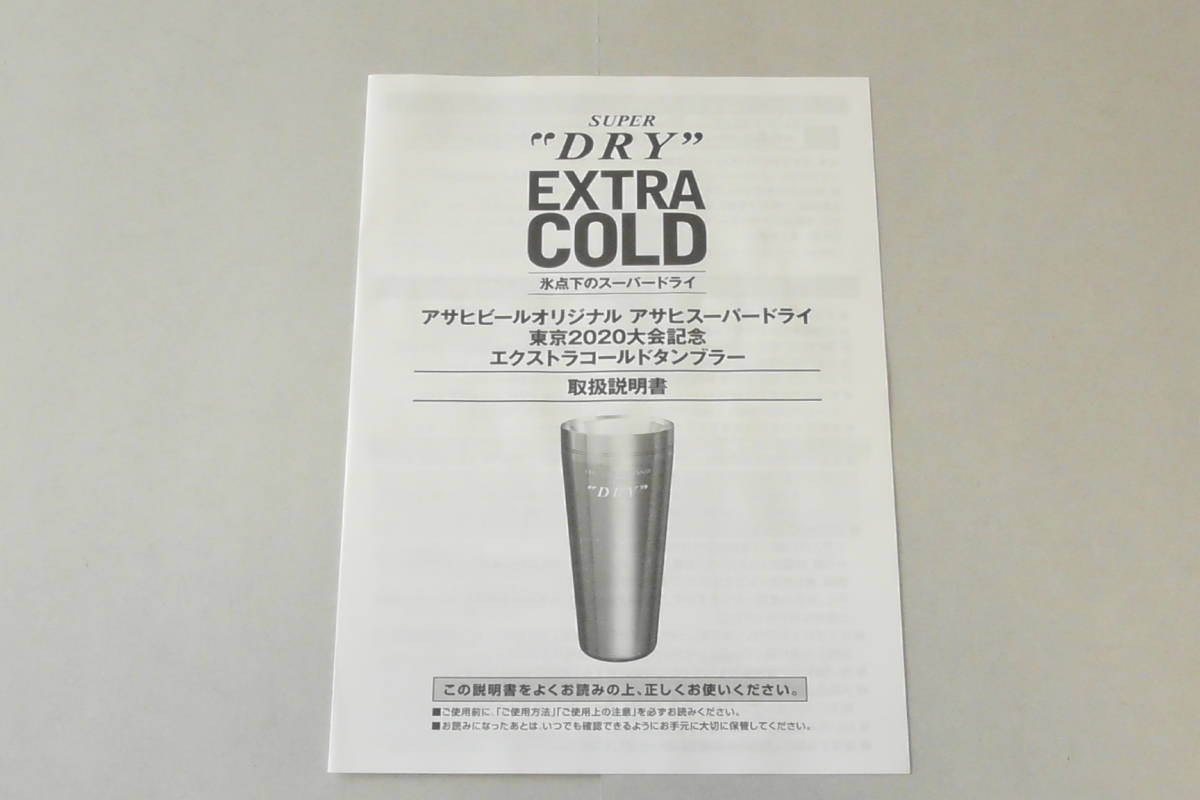 SUPER
“DRY”
EXTRA
COLD
氷点下のスーパードライ
アサヒビールオリジナル アサヒスーパードライ
東京2020大会記念
エクストラコールドタンブラー
取扱説明書
“DRY”
この説明書をよくお読みの上、正しくお使いください。
■ご使用前に、「ご使用方法」「ご使用上の注意」を必ずお読みください。
■お読みになったあとは、いつでも確認できるようにお手元に大切に保管してください。